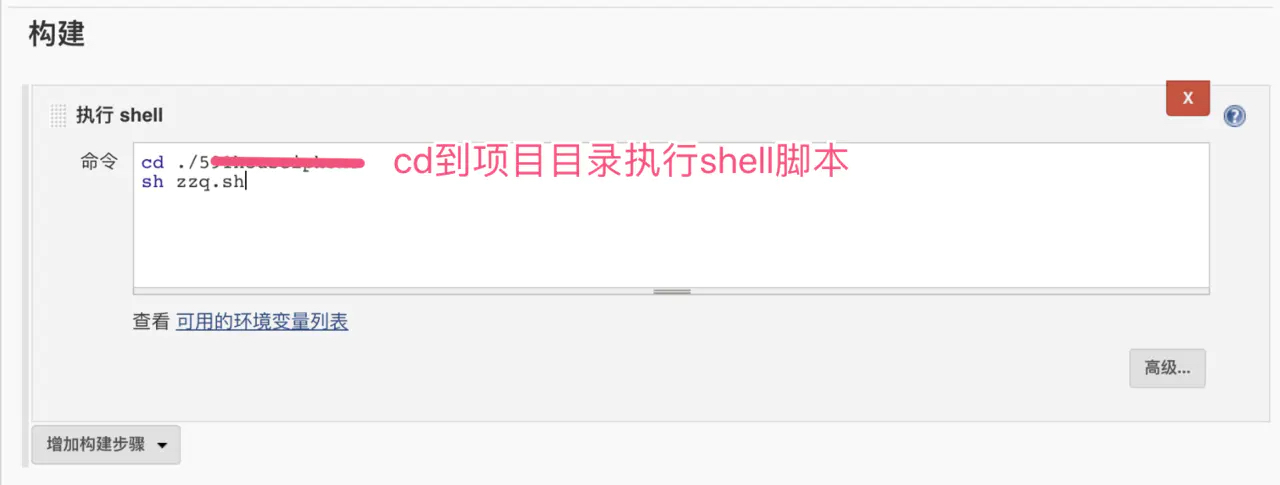 构建
执行 shell
X
命令
cd ./5
cd到项目目录执行shell脚本
sh zzq.sh
查看 可用的环境变量列表
高级...
增加构建步骤